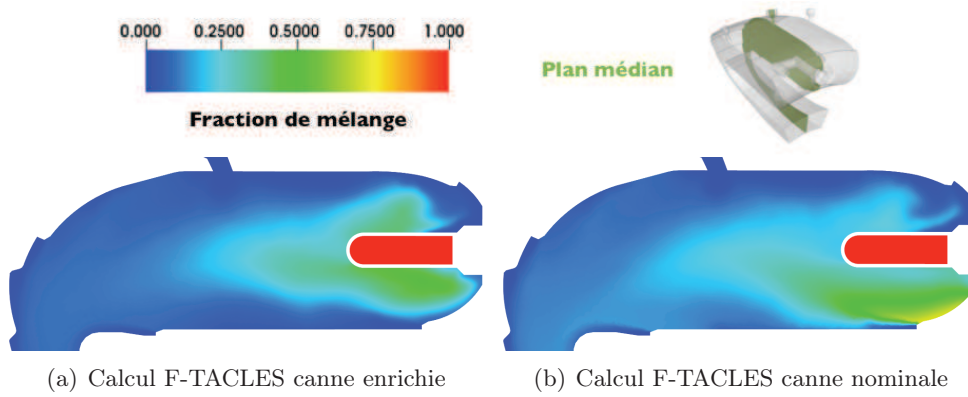 0.000 0.2500 0.5000 0.7500 1.000
Fraction de mélange
Plan médian
(a) Calcul F-TACLES canne enrichie
(b) Calcul F-TACLES canne nominale